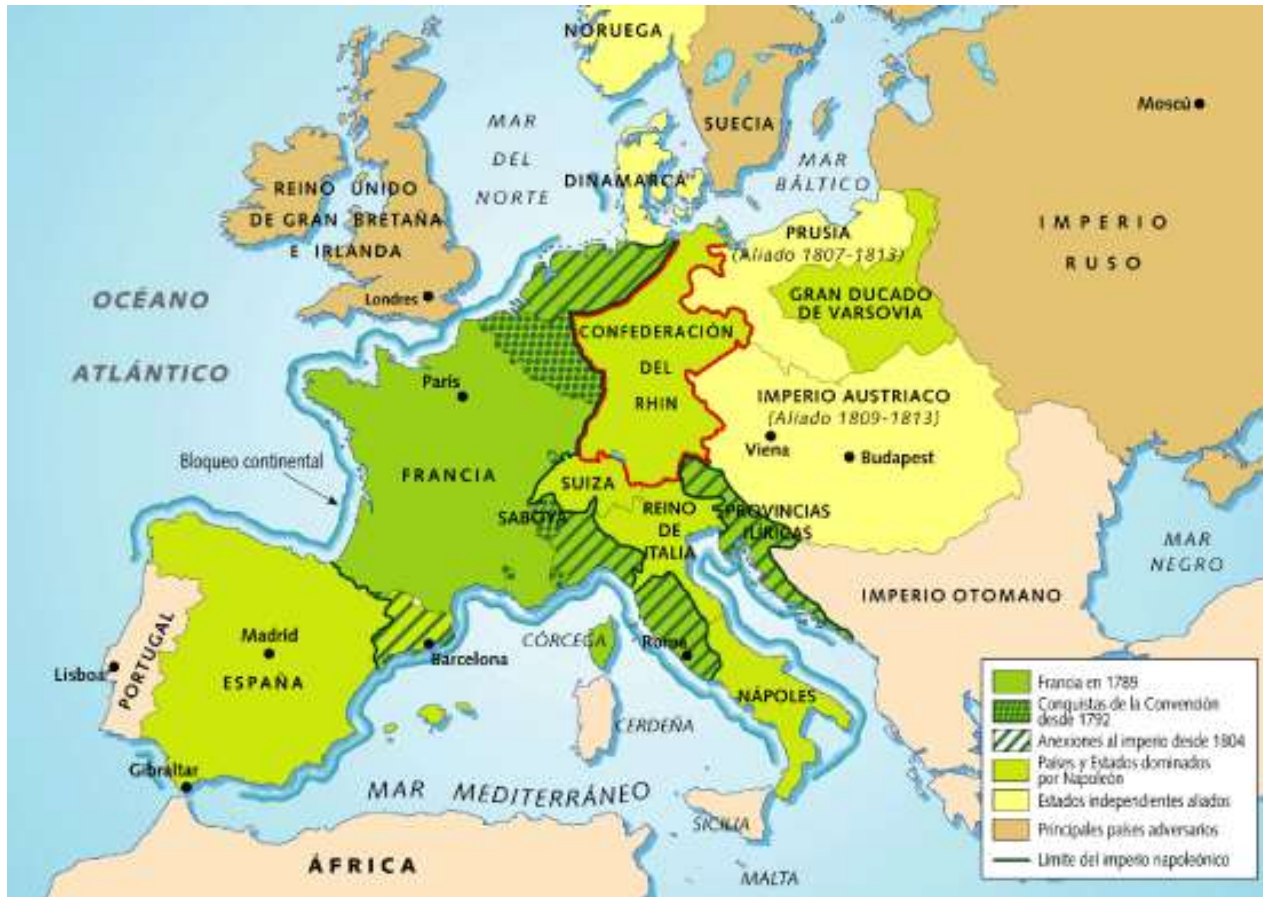 NORUEGA
SUECIA
Moscú
MAR
DEL
NORTE
DINAMARCA
MAR
BÁLTICO
REINO UNIDO
DE GRAN BRETAÑA
E IRLANDA
Londres
PRUSIA
(Aliado 1807-1813)
GRAN DUCADO
DE VARSOVIA
IMPERIO
RUSO
OCÉANO
ATLÁNTICO
CONFEDERACIÓN
DEL
RHIN
París
IMPERIO AUSTRIACO
(Aliado 1809-1813)
Viena
Budapest
Bloqueo continental
FRANCIA
SUIZA
SABOYA
REINO
DE
ITALIA
PROVINCIAS
ILÍRICAS
MAR
NEGRO
IMPERIO OTOMANO
PORTUGAL
Lisboa
Madrid
ESPAÑA
Barcelona
CÓRCEGA
Roma
NÁPOLES
CERDEÑA
Gibraltar
MAR MEDITERRÁNEO
SICILIA
MALTA
ÁFRICA
Francia en 1789
Conquistas de la Convención
desde 1792
Anexiones al imperio desde 1804
Países y Estados dominados
por Napoleón
Estados independientes aliados
Principales países adversarios
Límite del imperio napoleónico